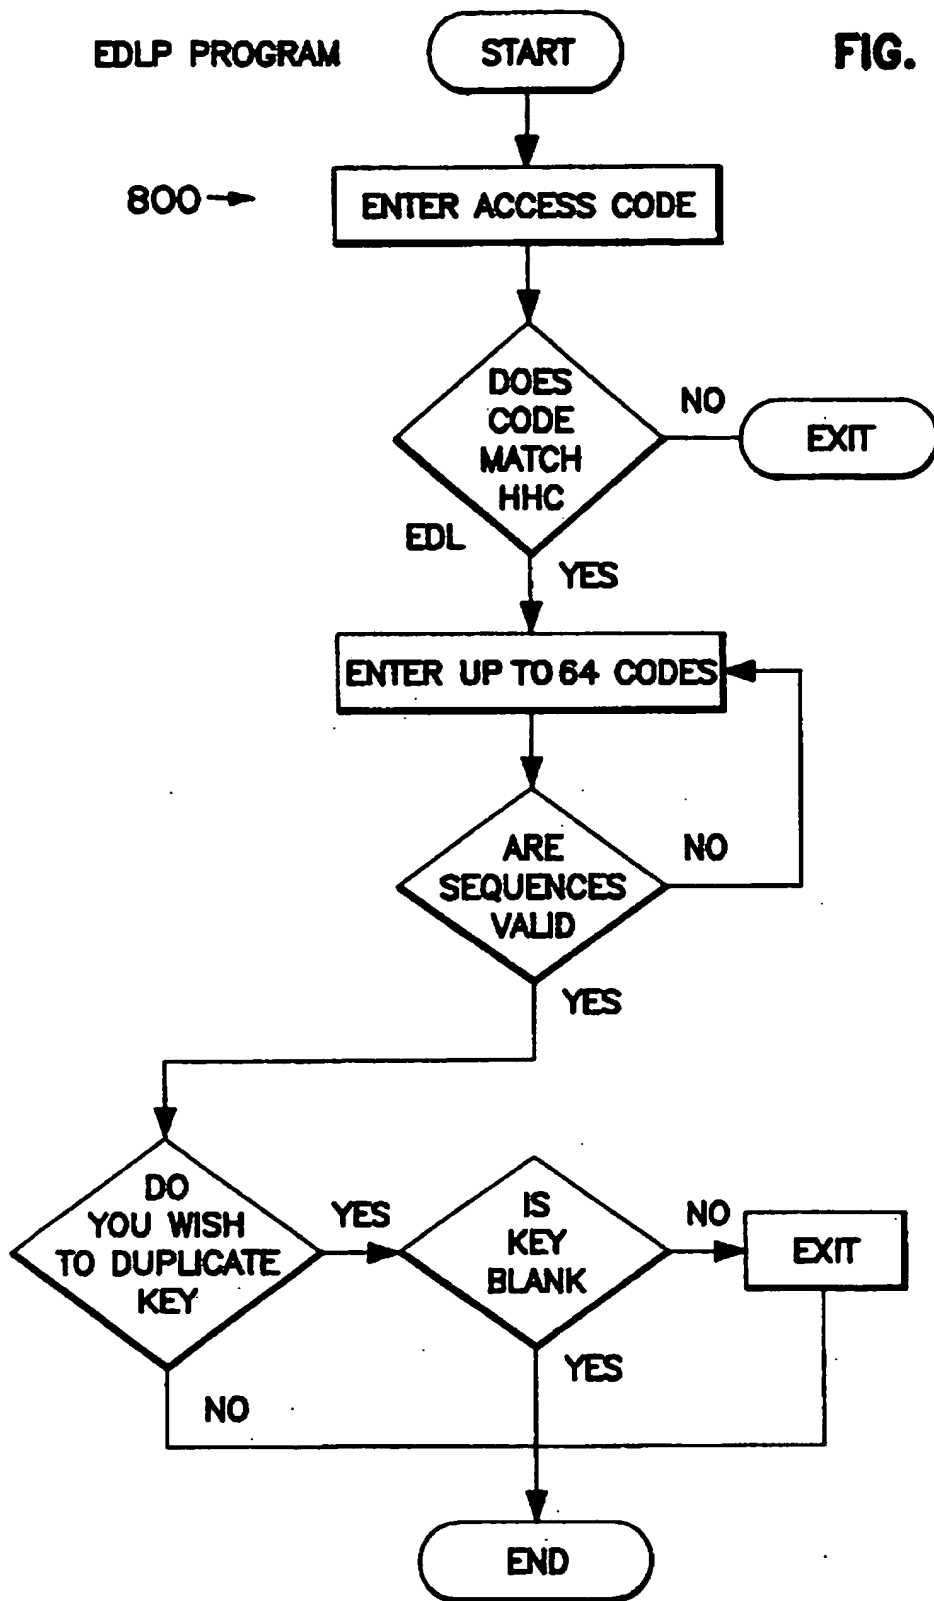 EDLP PROGRAM
START
FIG.
800
ENTER ACCESS CODE
DOES
CODE
MATCH
HHC
NO
EXIT
EDL
YES
ENTER UP TO 64 CODES
ARE
SEQUENCES
VALID
NO
YES
DO
YOU WISH
TO DUPLICATE
KEY
YES
IS
KEY
BLANK
NO
EXIT
YES
NO
END